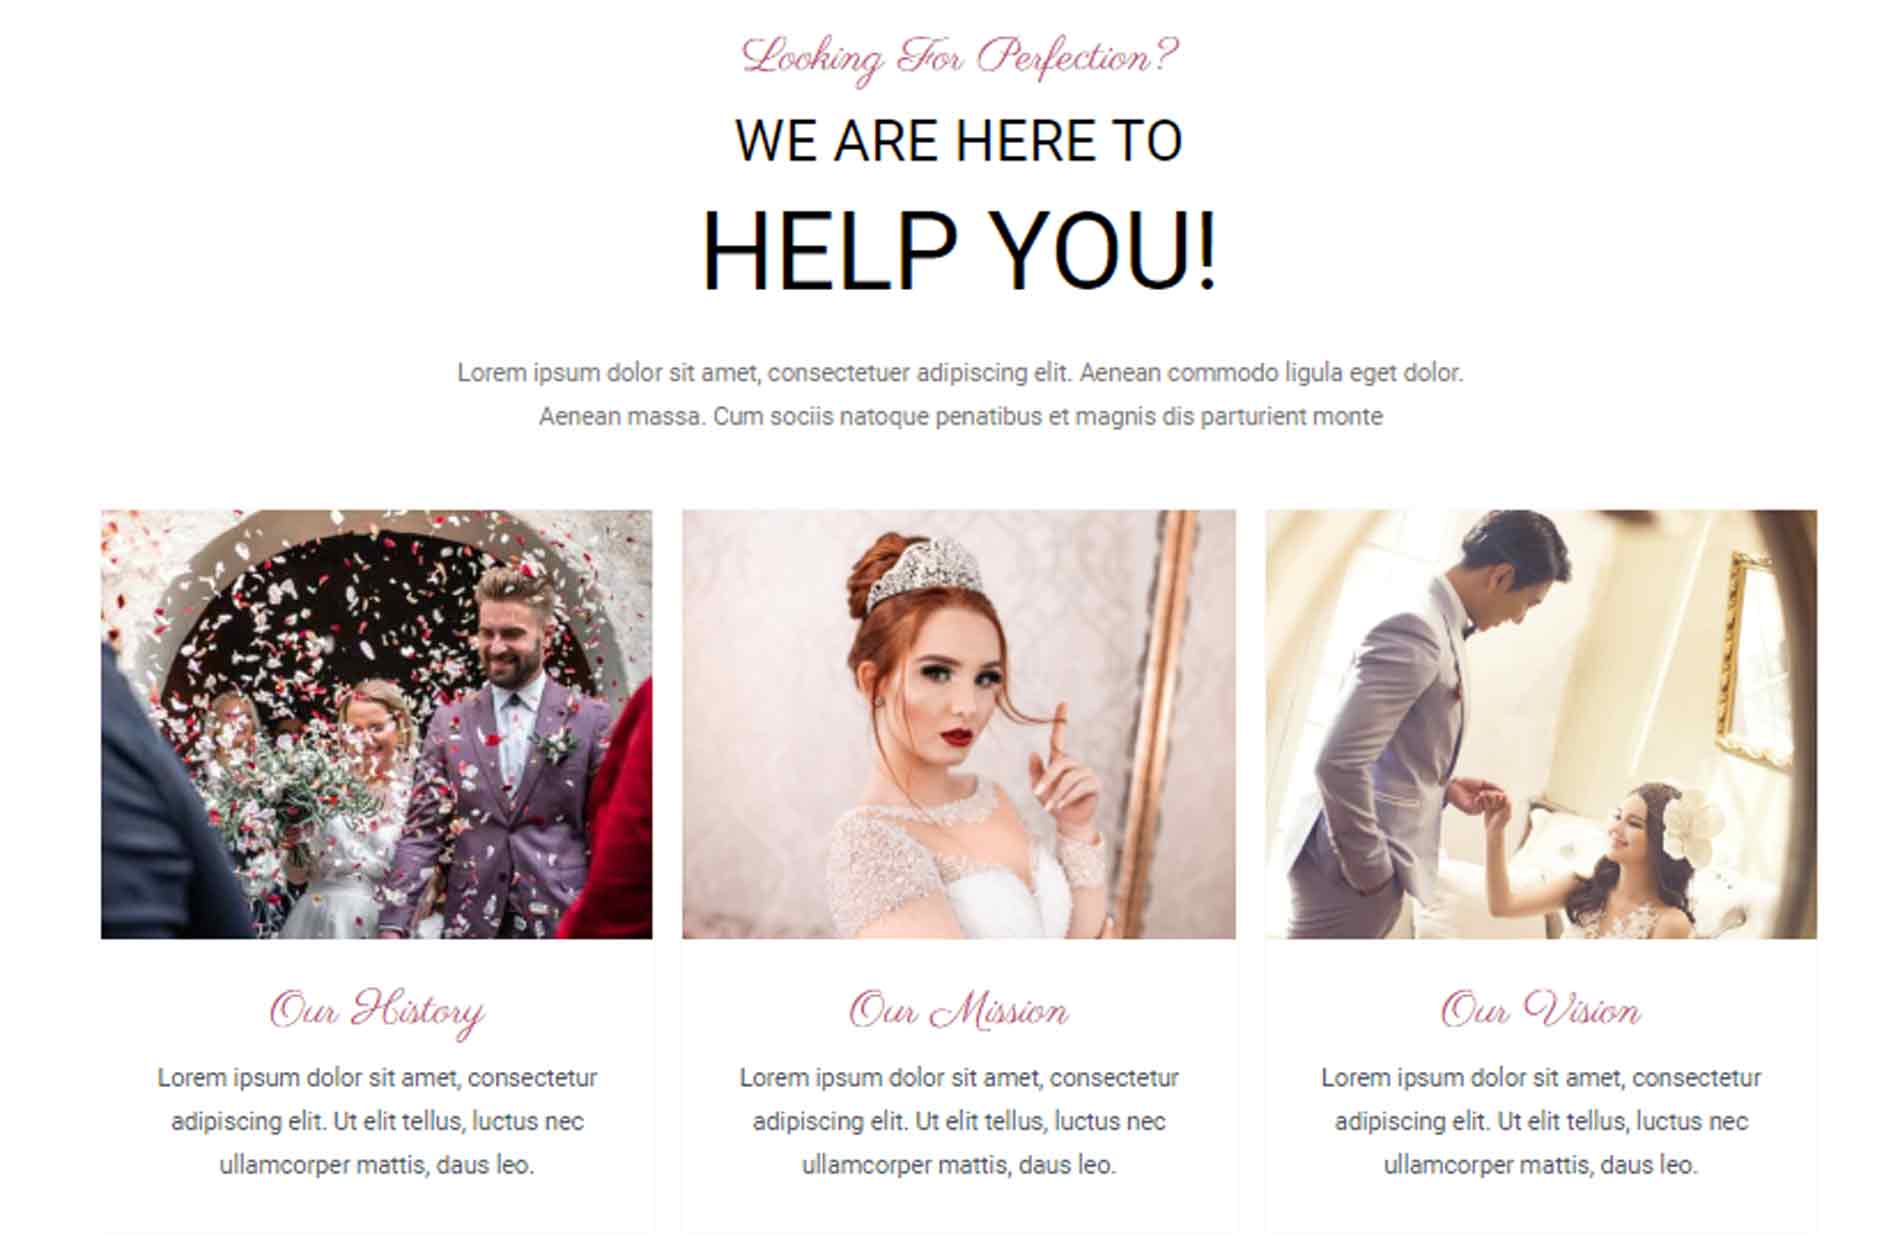 Looking For Perfection?
WE ARE HERE TO
HELP YOU!
Lorem ipsum dolor sit amet, consectetuer adipiscing elit. Aenean commodo ligula eget dolor.
Aenean massa. Cum sociis natoque penatibus et magnis dis parturient monte
Our History
Lorem ipsum dolor sit amet, consectetur
adipiscing elit. Ut elit tellus, luctus nec
ullamcorper mattis, daus leo.
Our Mission
Lorem ipsum dolor sit amet, consectetur
adipiscing elit. Ut elit tellus, luctus nec
ullamcorper mattis, daus leo.
Our Vision
Lorem ipsum dolor sit amet, consectetur
adipiscing elit. Ut elit tellus, luctus nec
ullamcorper mattis, daus leo.